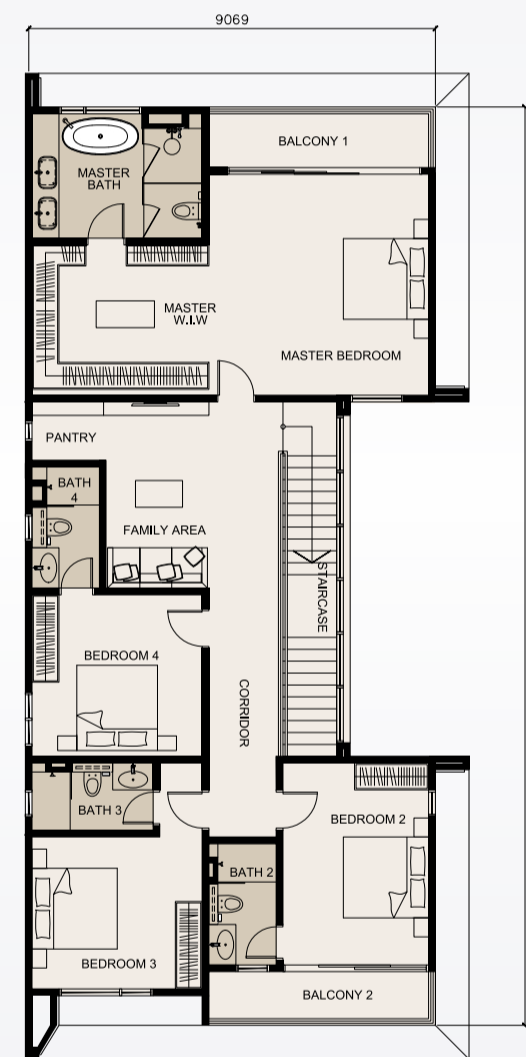 9069
BALCONY 1
MASTER
BATH
MASTER
W.I.W
MASTER BEDROOM
PANTRY
BATH
4
FAMILY AREA
STAIRCASE
BEDROOM 4
CORRIDOR
BATH 3
BEDROOM 2
BATH 2
BEDROOM 3
BALCONY 2